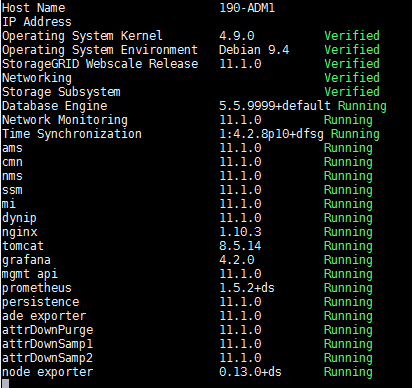 Host Name 190-ADM1
IP Address
Operating System Kernel 4.9.0 Verified
Operating System Environment Debian 9.4 Verified
StorageGRID Webscale Release 11.1.0 Verified
Networking Verified
Storage Subsystem Verified
Database Engine 5.5.9999+default Running
Network Monitoring 11.1.0 Running
Time Synchronization 1:4.2.8p10+dfsg Running
ams 11.1.0 Running
cmn 11.1.0 Running
nms 11.1.0 Running
ssm 11.1.0 Running
mi 11.1.0 Running
dynip 11.1.0 Running
nginx 1.10.3 Running
tomcat 8.5.14 Running
grafana 4.2.0 Running
mgmt api 11.1.0 Running
prometheus 1.5.2+ds Running
persistence 11.1.0 Running
ade exporter 11.1.0 Running
attrDownPurge 11.1.0 Running
attrDownSamp1 11.1.0 Running
attrDownSamp2 11.1.0 Running
node exporter 0.13.0+ds Running